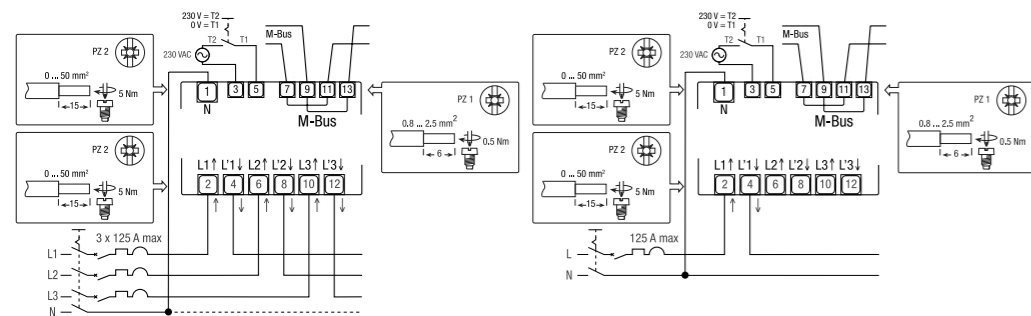 230 V = T2
0 V = T1
T2 T1
M-Bus
230 VAC
PZ 2
0 ... 50 mm²
5 Nm
15
1 3 5 7 9 11 13
N
M-Bus
PZ 1
0.8 ... 2.5 mm²
0.5 Nm
6
PZ 2
0 ... 50 mm²
5 Nm
15
L1↑ L'1↓ L2↑ L'2↓ L3↑ L'3↓
2 4 6 8 10 12
3 x 125 A max
L1
L2
L3
N
230 V = T2
0 V = T1
T2 T1
M-Bus
230 VAC
PZ 2
0 ... 50 mm²
5 Nm
15
1 3 5 7 9 11 13
N
M-Bus
PZ 1
0.8 ... 2.5 mm²
0.5 Nm
6
PZ 2
0 ... 50 mm²
5 Nm
15
L1↑ L'1↓ L2↑ L'2↓ L3↑ L'3↓
2 4 6 8 10 12
125 A max
L
N